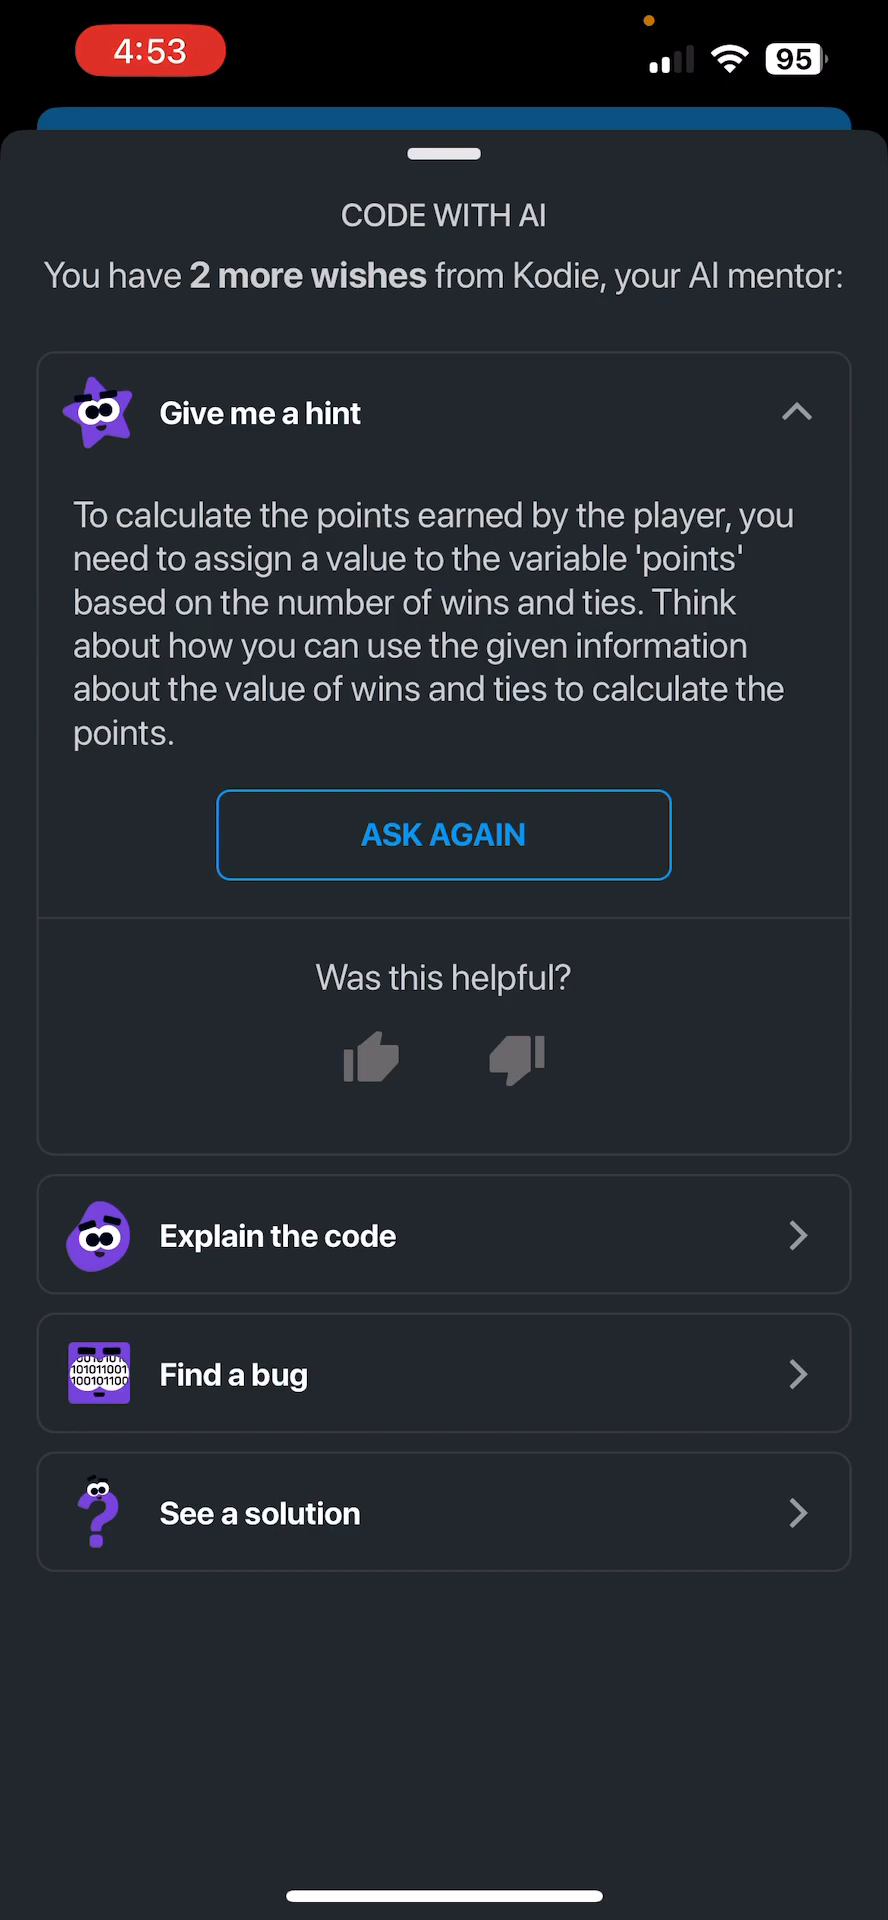 4:53
95
CODE WITH AI
You have 2 more wishes from Kodie, your AI mentor:
Give me a hint
To calculate the points earned by the player, you
need to assign a value to the variable 'points'
based on the number of wins and ties. Think
about how you can use the given information
about the value of wins and ties to calculate the
points.
ASK AGAIN
Was this helpful?
Explain the code
101011001
100101100
Find a bug
See a solution